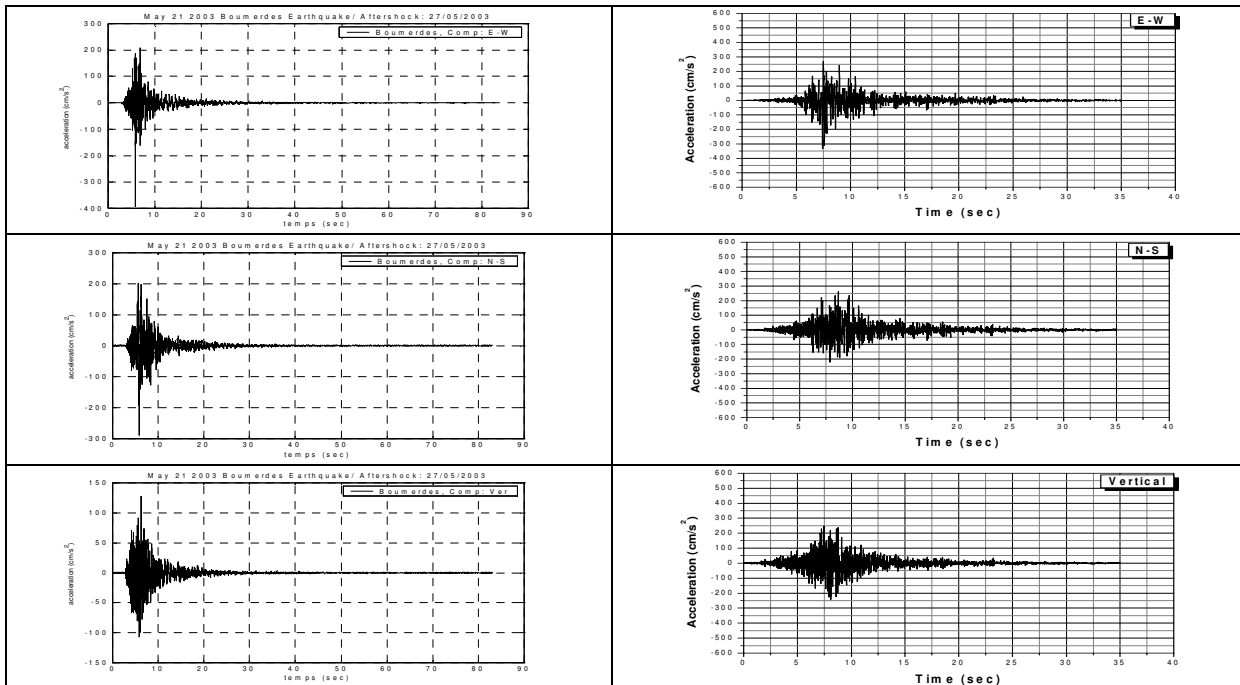 May 21 2003 Boumerdes Earthquake/ Aftershock: 27/05/2003
Boumerdes, Comp: E-W
acceleration (cm/s²)
300
200
100
0
-100
-200
-300
-400
0 10 20 30 40 50 60 70 80 90
temps (sec)
E-W
Acceleration (cm/s²)
600
500
400
300
200
100
0
-100
-200
-300
-400
-500
-600
0 5 10 15 20 25 30 35 40
Time (sec)
May 21 2003 Boumerdes Earthquake/ Aftershock: 27/05/2003
Boumerdes, Comp: N-S
acceleration (cm/s²)
300
200
100
0
-100
-200
-300
0 10 20 30 40 50 60 70 80 90
temps (sec)
N-S
Acceleration (cm/s²)
600
500
400
300
200
100
0
-100
-200
-300
-400
-500
-600
0 5 10 15 20 25 30 35 40
Time (sec)
May 21 2003 Boumerdes Earthquake/ Aftershock: 27/05/2003
Boumerdes, Comp: Ver
acceleration (cm/s²)
150
100
50
0
-50
-100
-150
0 10 20 30 40 50 60 70 80 90
temps (sec)
Vertical
Acceleration (cm/s²)
600
500
400
300
200
100
0
-100
-200
-300
-400
-500
-600
0 5 10 15 20 25 30 35 40
Time (sec)